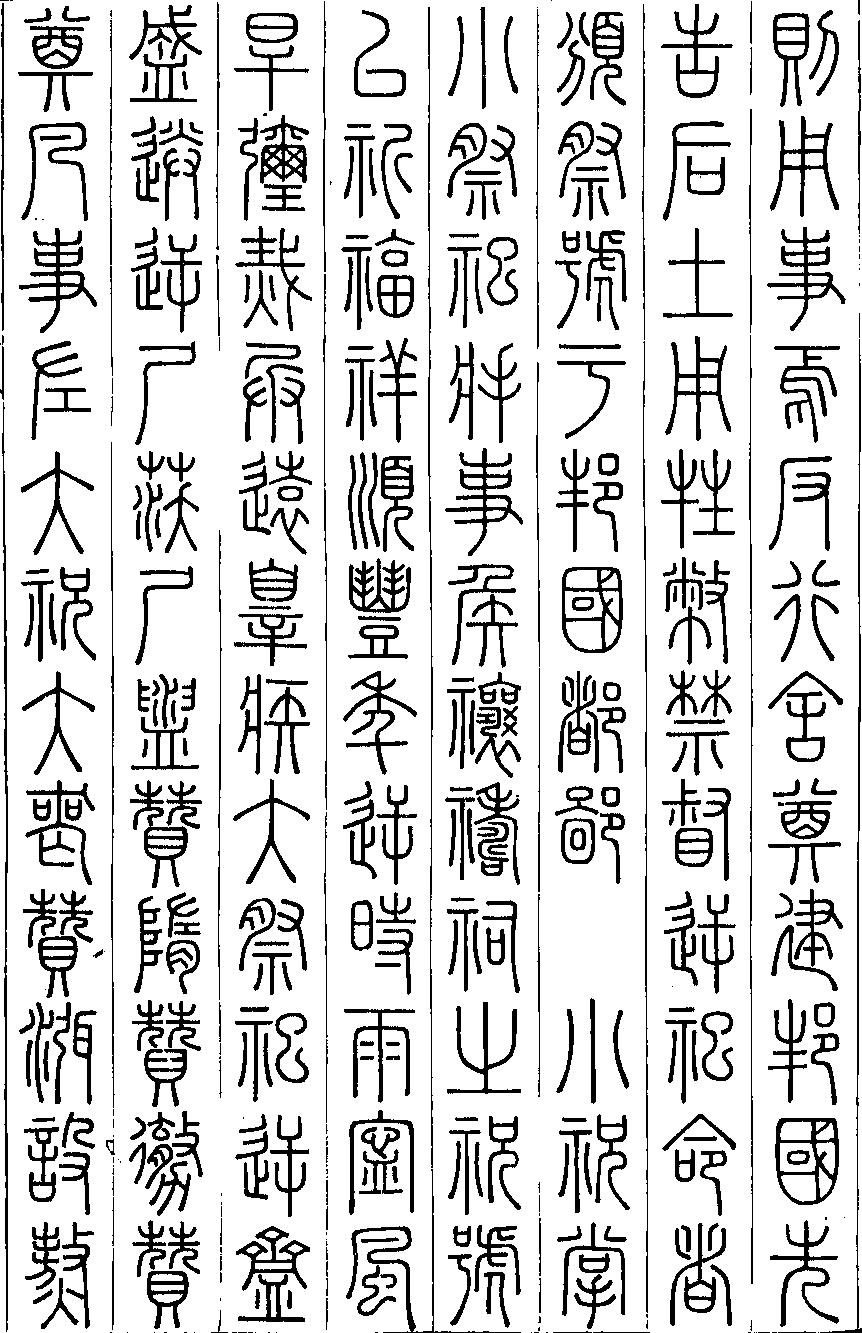 則用事焉反行舍奠建邦國先
告后土用牲幣禁督逆祀命者
頒祭號于邦國都鄙　小祝掌
小祭祀將事侯禳禱祠之祝號
以祈福祥順豐年逆時雨寧風
旱彌烖兵遠辠疾大祭祀逆齍
盛送逆尸沃尸盥贊隋贊徹贊
奠凡事左大祝大喪贊渳設熬